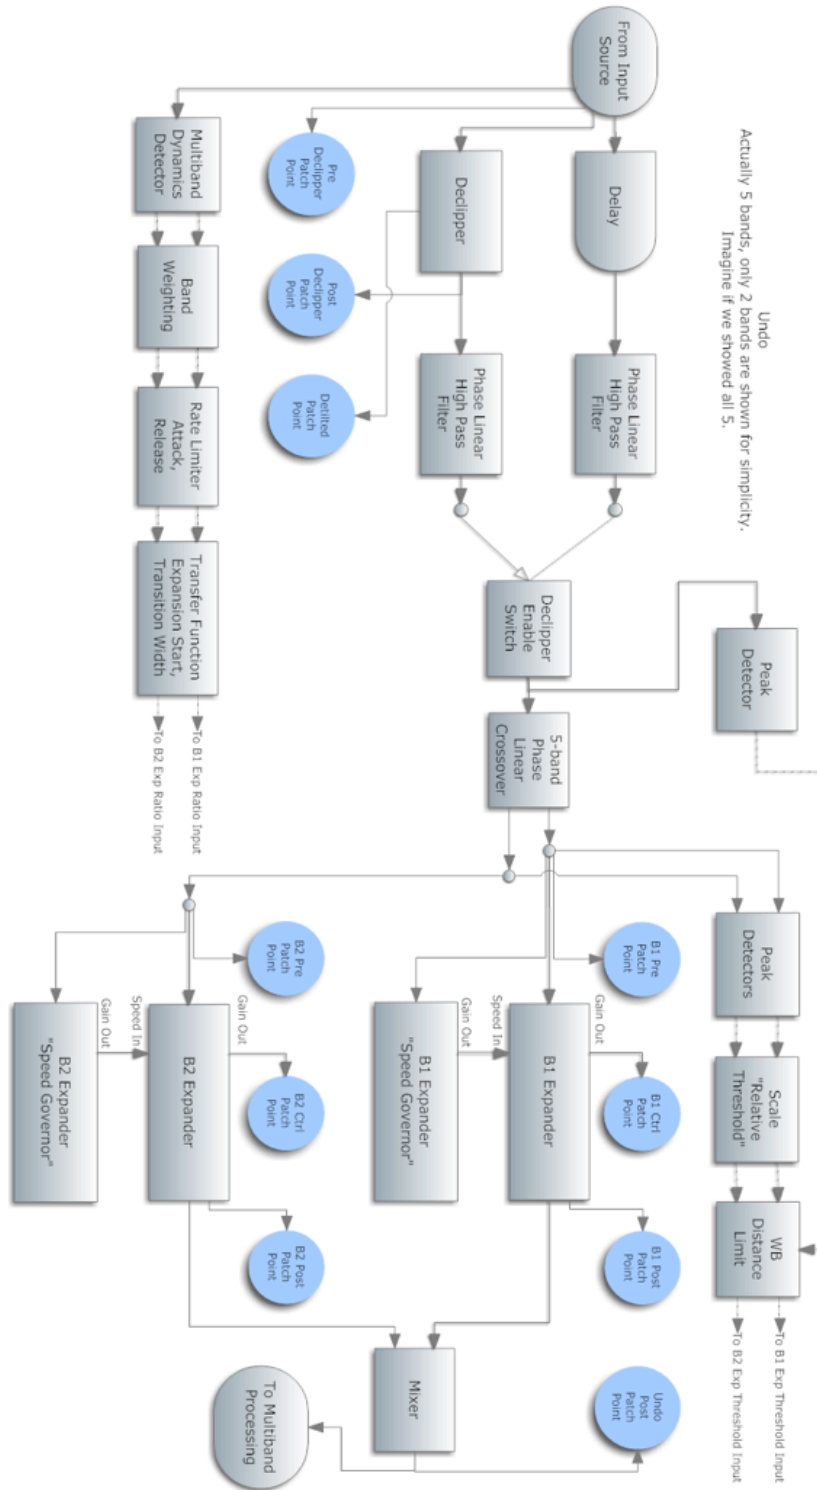 Undo
Actually 5 bands, only 2 bands are shown for simplicity.
Imagine if we showed all 5.
From Input
Source
Delay
Phase Linear
High Pass
Filter
Declipper
Phase Linear
High Pass
Filter
Pre
Declipper
Patch
Point
Post
Declipper
Patch
Point
Detilted
Patch
Point
Multiband
Dynamics
Detector
Band
Weighting
Rate Limiter
Attack,
Release
Transfer Function
Expansion Start,
Transition Width
To B1 Exp Ratio Input
To B2 Exp Ratio Input
Declipper
Enable
Switch
Peak
Detector
5-band
Phase
Linear
Crossover
Peak
Detectors
Scale
"Relative
Threshold"
WB
Distance
Limit
To B1 Exp Threshold Input
To B2 Exp Threshold Input
B1 Pre
Patch
Point
Gain Out
B1 Ctrl
Patch
Point
B1 Expander
B1 Post
Patch
Point
Speed In
Gain Out
B1 Expander
"Speed Governor"
B2 Pre
Patch
Point
Gain Out
B2 Ctrl
Patch
Point
B2 Expander
B2 Post
Patch
Point
Speed In
Gain Out
B2 Expander
"Speed Governor"
Mixer
Undo
Post
Patch
Point
To Multiband
Processing